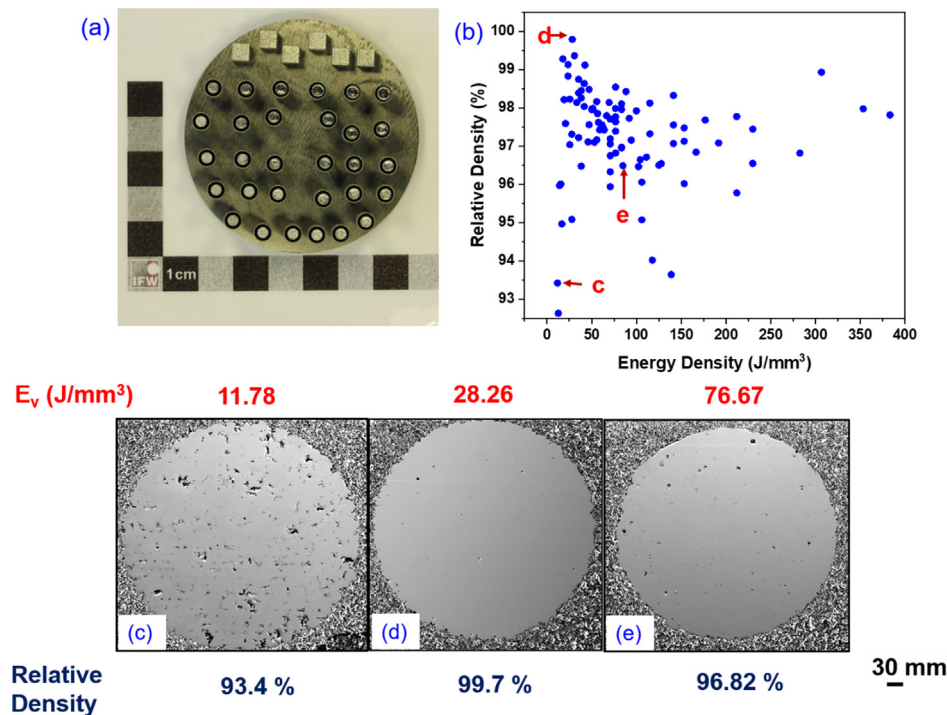 (a)
IFW
1cm
(b)
Relative Density (%)
100
99
98
97
96
95
94
93
0
50
100
150
200
250
300
350
400
Energy Density (J/mm³)
d
e
c
Eᵥ (J/mm³)
11.78
28.26
76.67
(c)
(d)
(e)
Relative
Density
93.4 %
99.7 %
96.82 %
30 mm